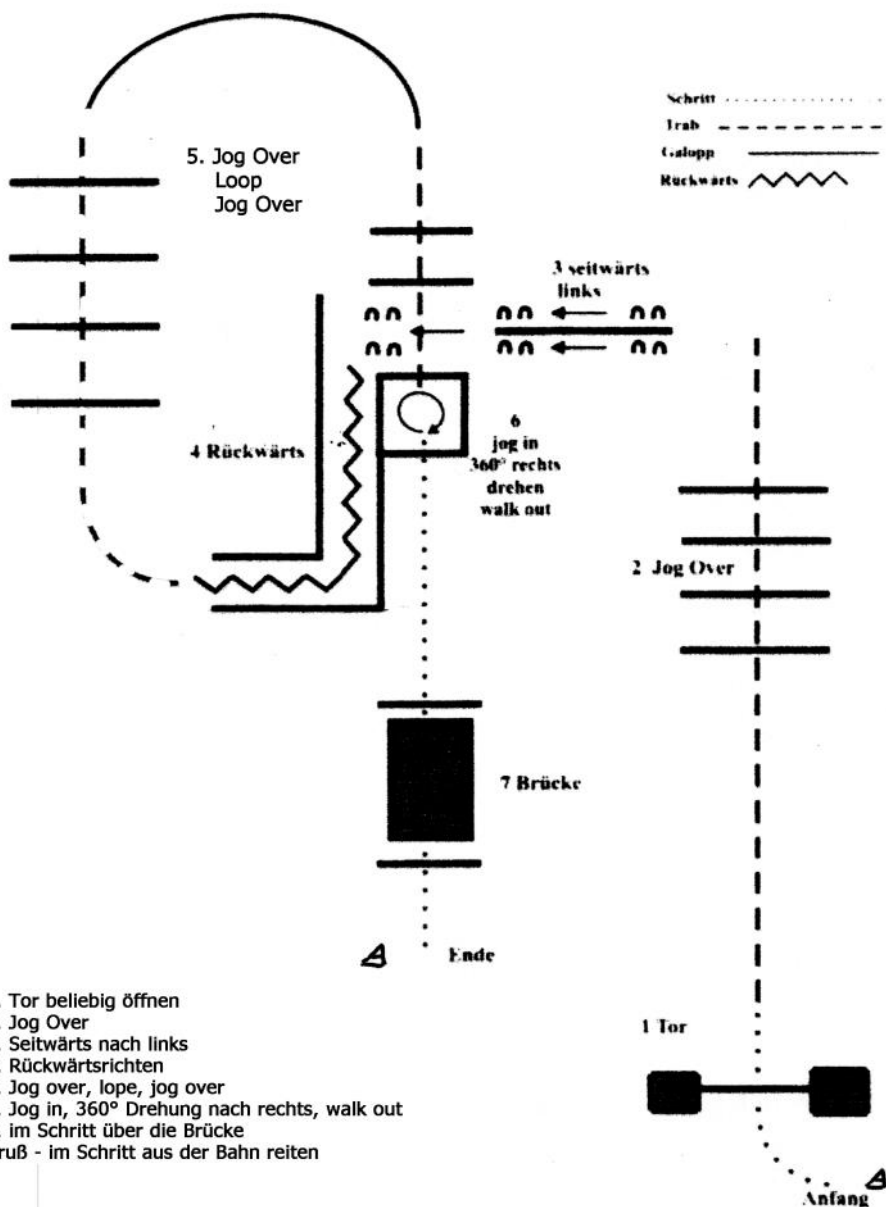 Schritt
Trab
Galopp
Rückwärts
5. Jog Over
Loop
Jog Over
3 seitwärts
links
4 Rückwärts
6
jog in
360° rechts
drehen
walk out
2 Jog Over
7 Brücke
A Ende
1 Tor
A
Anfang
. Tor beliebig öffnen
. Jog Over
. Seitwärts nach links
. Rückwärtsrichten
. Jog over, lope, jog over
. Jog in, 360° Drehung nach rechts, walk out
. im Schritt über die Brücke
ruß - im Schritt aus der Bahn reiten